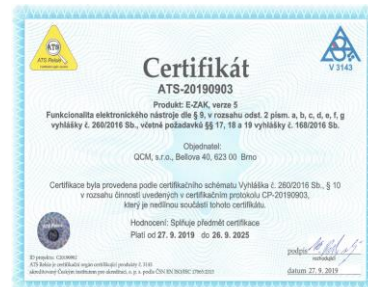 ATS
ATS Praha
V 3143
Certifikát
ATS-20190903
Produkt: E-ZAK, verze 5
Funkcionalita elektronického nástroje dle § 9, v rozsahu odst. 2 písm. a, b, c, d, e, f, g
vyhlášky č. 260/2016 Sb., včetně požadavků §§ 17, 18 a 19 vyhlášky č. 168/2016 Sb.
Objednatel:
QCM, s.r.o., Bellova 40, 623 00 Brno
Certifikace byla provedena podle certifikačního schématu Vyhláška č. 260/2016 Sb., § 10
v rozsahu činností uvedených v certifikačním protokolu CP-20190903,
který je nedílnou součástí tohoto certifikátu.
Hodnocení: Splňuje předmět certifikace
Platí od 27. 9. 2019 do 26. 9. 2025
podpis
ID projektu: C20190903
datum 27. 9. 2019